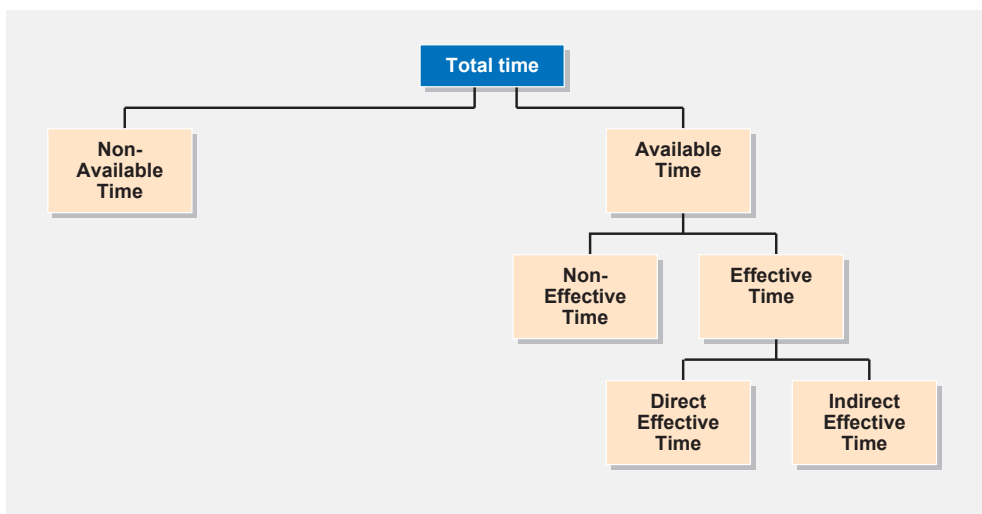 Total time
Non-
Available
Time
Available
Time
Non-
Effective
Time
Effective
Time
Direct
Effective
Time
Indirect
Effective
Time